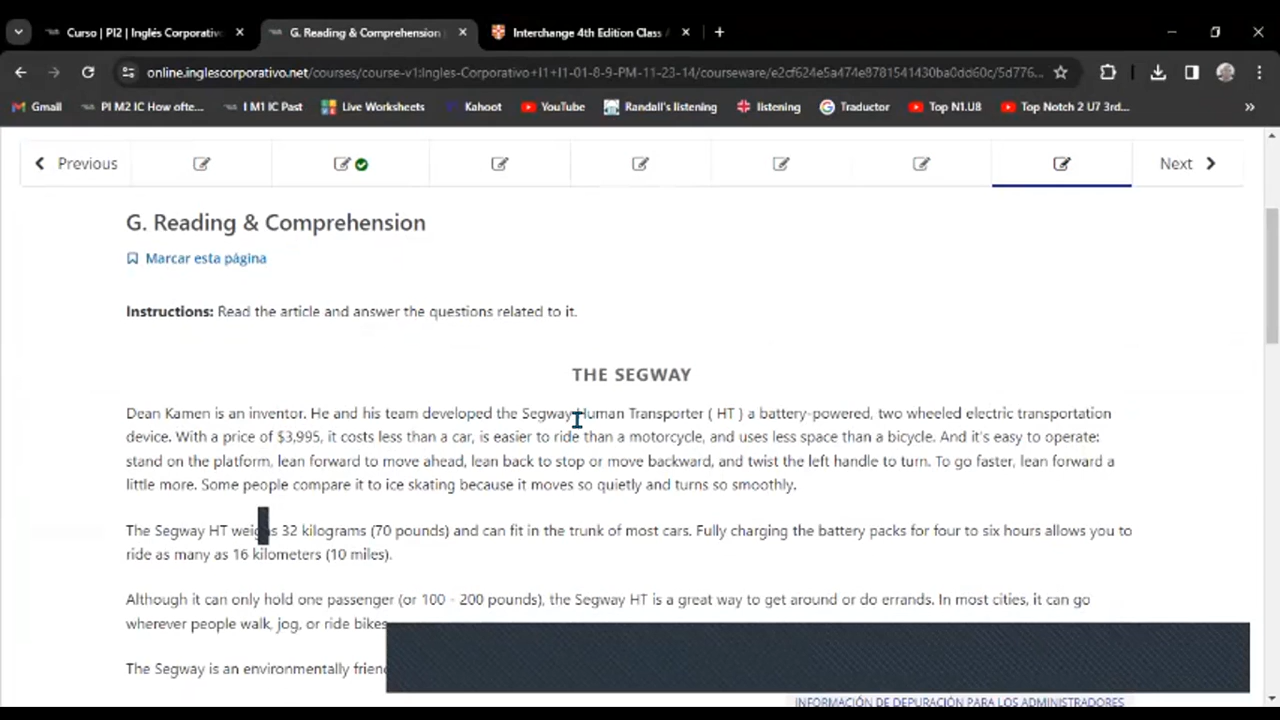 Curso | PI2 | Inglés Corporativo
G. Reading & Comprehension
Interchange 4th Edition Class
online.inglescorporativo.net/courses/course-v1:Ingles-Corporativo+I1+I1-01-8-9-PM-11-23-14/courseware/e2cf624e5a474e8781541430ba0dd60c/5d776...
Gmail PI M2 IC How ofte... I M1 IC Past Live Worksheets Kahoot YouTube Randall's listening listening Traductor Top N1.U8 Top Notch 2 U7 3rd... »
Previous
Next
G. Reading & Comprehension
Marcar esta página
Instructions: Read the article and answer the questions related to it.
THE SEGWAY
Dean Kamen is an inventor. He and his team developed the Segway Human Transporter ( HT ) a battery-powered, two wheeled electric transportation
device. With a price of $3,995, it costs less than a car, is easier to ride than a motorcycle, and uses less space than a bicycle. And it's easy to operate:
stand on the platform, lean forward to move ahead, lean back to stop or move backward, and twist the left handle to turn. To go faster, lean forward a
little more. Some people compare it to ice skating because it moves so quietly and turns so smoothly.
The Segway HT 32 kilograms (70 pounds) and can fit in the trunk of most cars. Fully charging the battery packs for four to six hours allows you to
ride as many as 16 kilometers (10 miles).
Although it can only hold one passenger (or 100 - 200 pounds), the Segway HT is a great way to get around or do errands. In most cities, it can go
wherever people walk, jog, or ride bikes
The Segway is an environmentally
INFORMACIÓN DE DEPURACIÓN PARA LOS ADMINISTRADORES